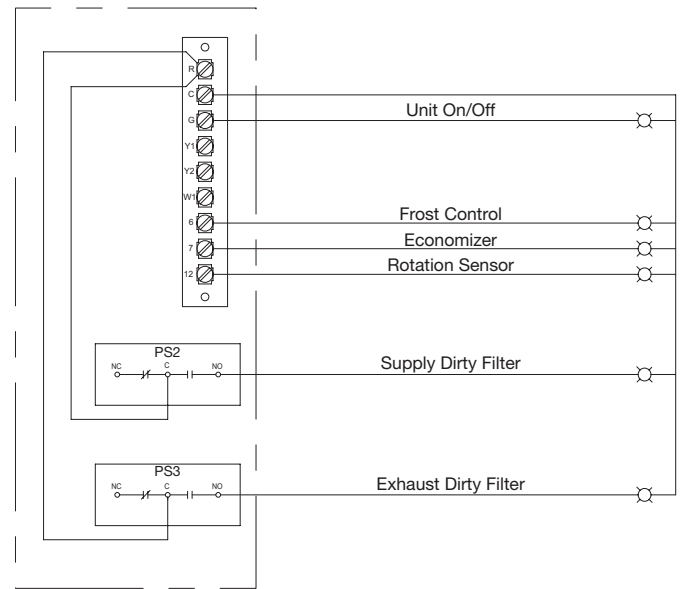 R
C
G
Unit On/Off
Y1
Y2
W1
6
Frost Control
7
Economizer
12
Rotation Sensor
PS2
NC C NO
Supply Dirty Filter
PS3
NC C NO
Exhaust Dirty Filter